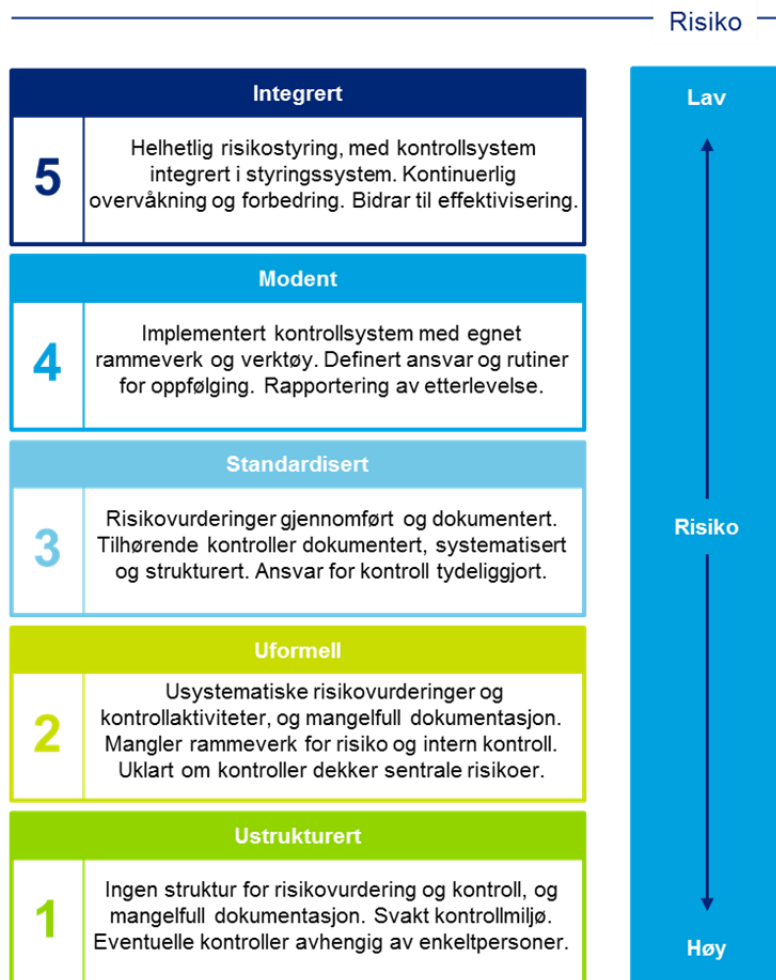 Risiko
Integrert
5
Helhetlig risikostyring, med kontrollsystem
integrert i styringssystem. Kontinuerlig
overvåkning og forbedring. Bidrar til effektivisering.
Modent
4
Implementert kontrollsystem med egnet
rammeverk og verktøy. Definert ansvar og rutiner
for oppfølging. Rapportering av etterlevelse.
Standardisert
3
Risikovurderinger gjennomført og dokumentert.
Tilhørende kontroller dokumentert, systematisert
og strukturert. Ansvar for kontroll tydeliggjort.
Uformell
2
Usystematiske risikovurderinger og
kontrollaktiviteter, og mangelfull dokumentasjon.
Mangler rammeverk for risiko og intern kontroll.
Uklart om kontroller dekker sentrale risikoer.
Ustrukturert
1
Ingen struktur for risikovurdering og kontroll, og
mangelfull dokumentasjon. Svakt kontrollmiljø.
Eventuelle kontroller avhengig av enkeltpersoner.
Lav
Risiko
Høy